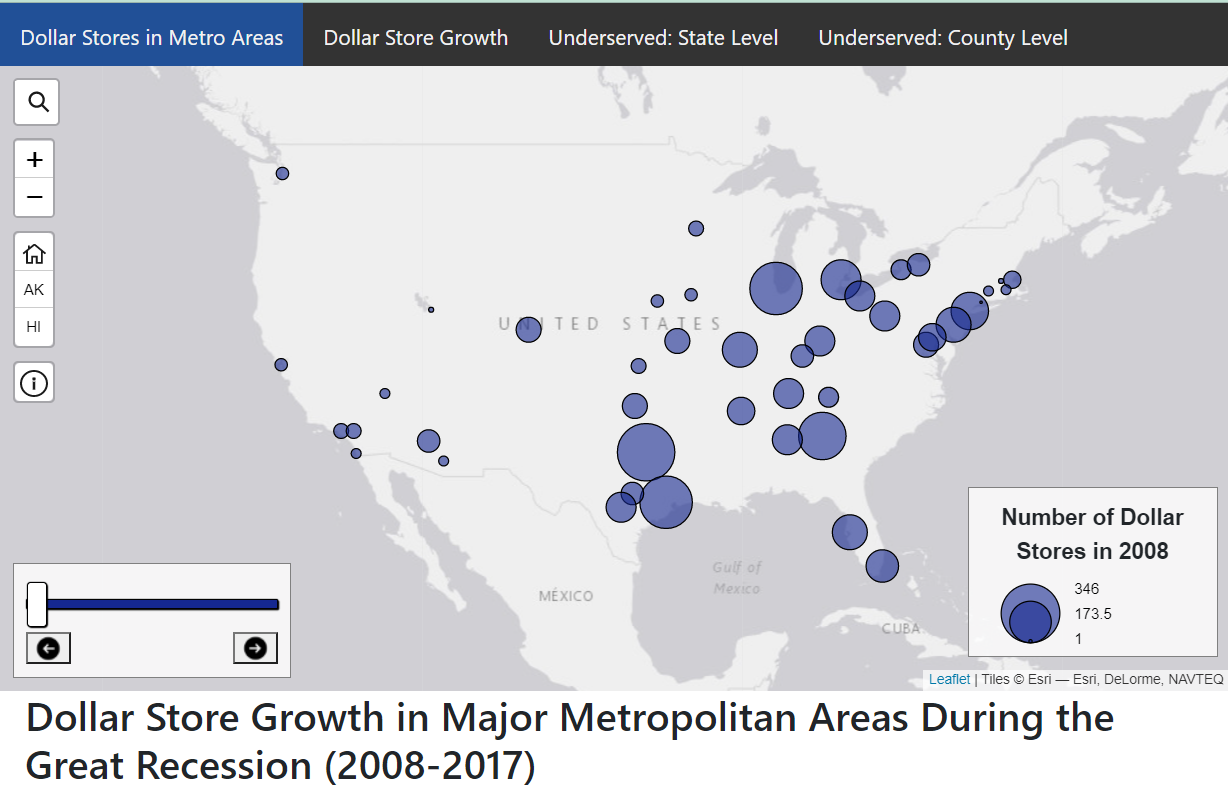 Dollar Stores in Metro Areas Dollar Store Growth Underserved: State Level Underserved: County Level
+
−
AK
HI
UNITED STATES
Gulf of
Mexico
MÉXICO
CUBA
Number of Dollar
Stores in 2008
346
173.5
1
Leaflet | Tiles © Esri — Esri, DeLorme, NAVTEQ
Dollar Store Growth in Major Metropolitan Areas During the
Great Recession (2008-2017)